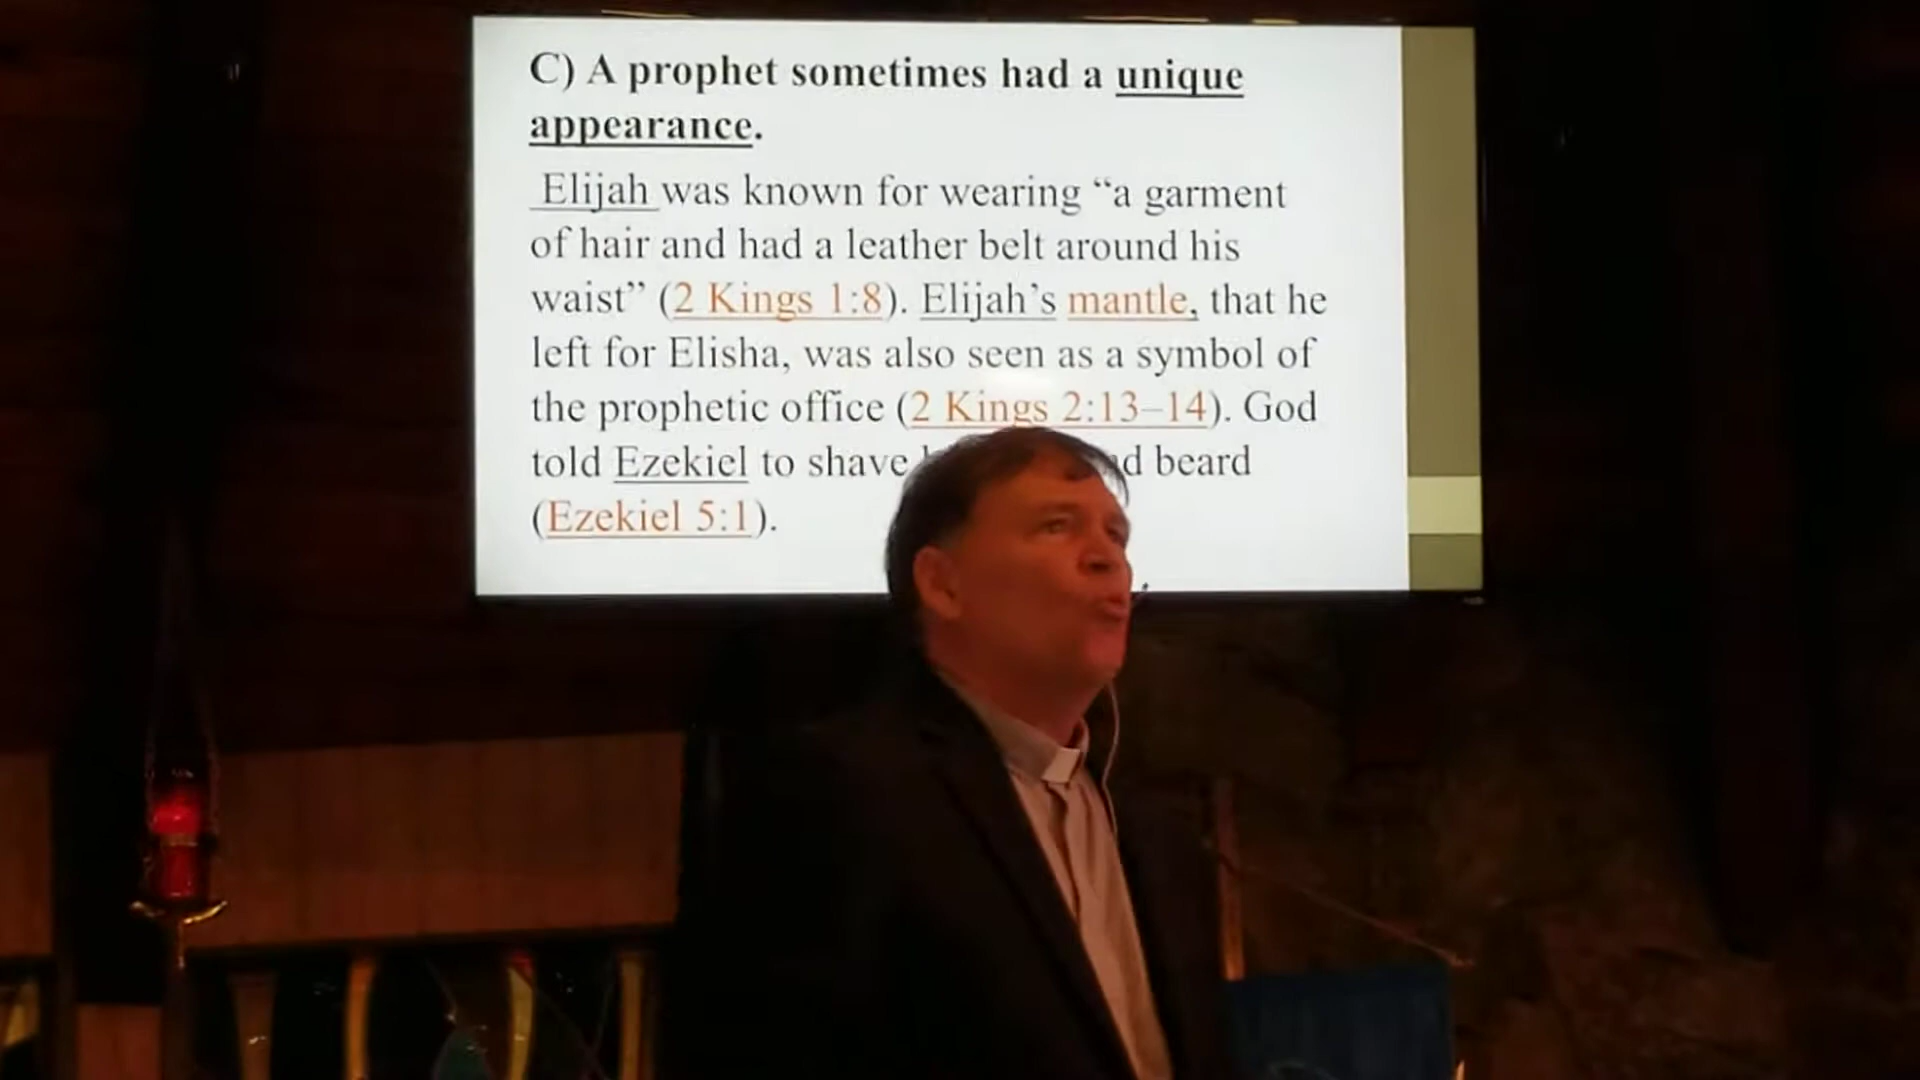 C) A prophet sometimes had a unique
appearance.
Elijah was known for wearing “a garment
of hair and had a leather belt around his
waist” (2 Kings 1:8). Elijah’s mantle, that he
left for Elisha, was also seen as a symbol of
the prophetic office (2 Kings 2:13–14). God
told Ezekiel to shave beard
(Ezekiel 5:1).